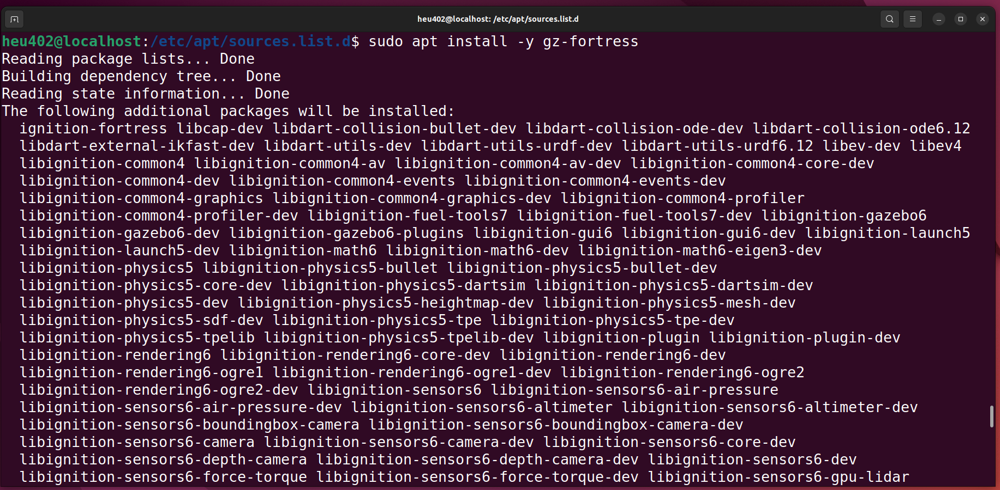 heu402@localhost: /etc/apt/sources.list.d
heu402@localhost:/etc/apt/sources.list.d$ sudo apt install -y gz-fortress
Reading package lists... Done
Building dependency tree... Done
Reading state information... Done
The following additional packages will be installed:
  ignition-fortress libcap-dev libdart-collision-bullet-dev libdart-collision-ode-dev libdart-collision-ode6.12
  libdart-external-ikfast-dev libdart-utils-dev libdart-utils-urdf-dev libdart-utils-urdf6.12 libev-dev libev4
  libignition-common4 libignition-common4-av libignition-common4-av-dev libignition-common4-core-dev
  libignition-common4-dev libignition-common4-events libignition-common4-events-dev
  libignition-common4-graphics libignition-common4-graphics-dev libignition-common4-profiler
  libignition-common4-profiler-dev libignition-fuel-tools7 libignition-fuel-tools7-dev libignition-gazebo6
  libignition-gazebo6-dev libignition-gazebo6-plugins libignition-gui6 libignition-gui6-dev libignition-launch5
  libignition-launch5-dev libignition-math6 libignition-math6-dev libignition-math6-eigen3-dev
  libignition-physics5 libignition-physics5-bullet libignition-physics5-bullet-dev
  libignition-physics5-core-dev libignition-physics5-dartsim libignition-physics5-dartsim-dev
  libignition-physics5-dev libignition-physics5-heightmap-dev libignition-physics5-mesh-dev
  libignition-physics5-sdf-dev libignition-physics5-tpe libignition-physics5-tpe-dev
  libignition-physics5-tpelib libignition-physics5-tpelib-dev libignition-plugin libignition-plugin-dev
  libignition-rendering6 libignition-rendering6-core-dev libignition-rendering6-dev
  libignition-rendering6-ogre1 libignition-rendering6-ogre1-dev libignition-rendering6-ogre2
  libignition-rendering6-ogre2-dev libignition-sensors6 libignition-sensors6-air-pressure
  libignition-sensors6-air-pressure-dev libignition-sensors6-altimeter libignition-sensors6-altimeter-dev
  libignition-sensors6-boundingbox-camera libignition-sensors6-boundingbox-camera-dev
  libignition-sensors6-camera libignition-sensors6-camera-dev libignition-sensors6-core-dev
  libignition-sensors6-depth-camera libignition-sensors6-depth-camera-dev libignition-sensors6-dev
  libignition-sensors6-force-torque libignition-sensors6-force-torque-dev libignition-sensors6-gpu-lidar